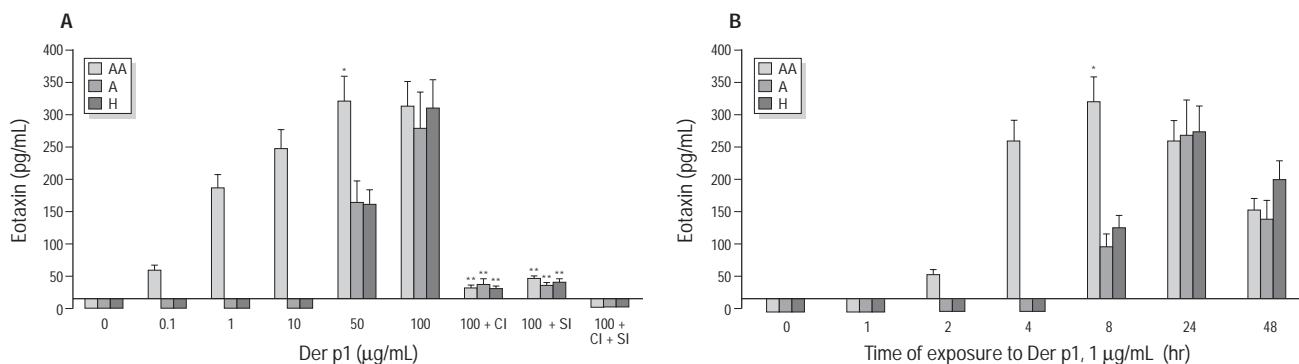 A
400
350
300
250
200
150
100
50
0
Eotaxin (pg/mL)
AA
A
H
*
** ** **
** ** **
0 0.1 1 10 50 100 100 + CI 100 + SI 100 +
CI + SI
Der p1 (μg/mL)
B
400
350
300
250
200
150
100
50
0
Eotaxin (pg/mL)
AA
A
H
*
0 1 2 4 8 24 48
Time of exposure to Der p1, 1 μg/mL (hr)